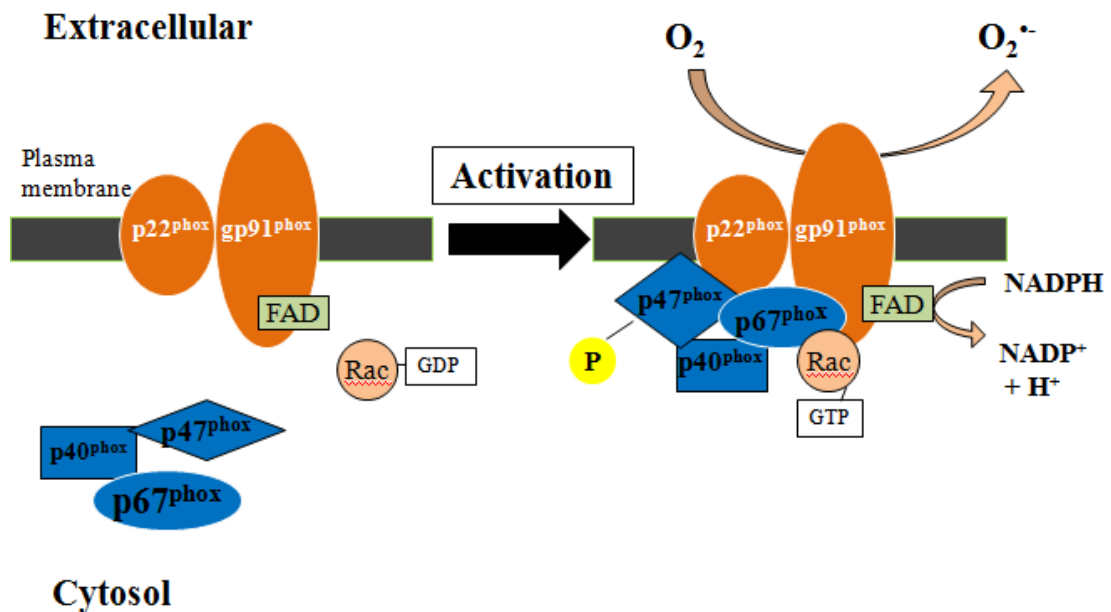 Extracellular
O₂
O₂•-
Plasma
membrane
Activation
p22phox
gp91phox
p22phox
gp91phox
FAD
NADPH
p47phox
FAD
p67phox
P
p40phox
Rac
GDP
Rac
NADP⁺
+ H⁺
GTP
p47phox
p40phox
p67phox
Cytosol